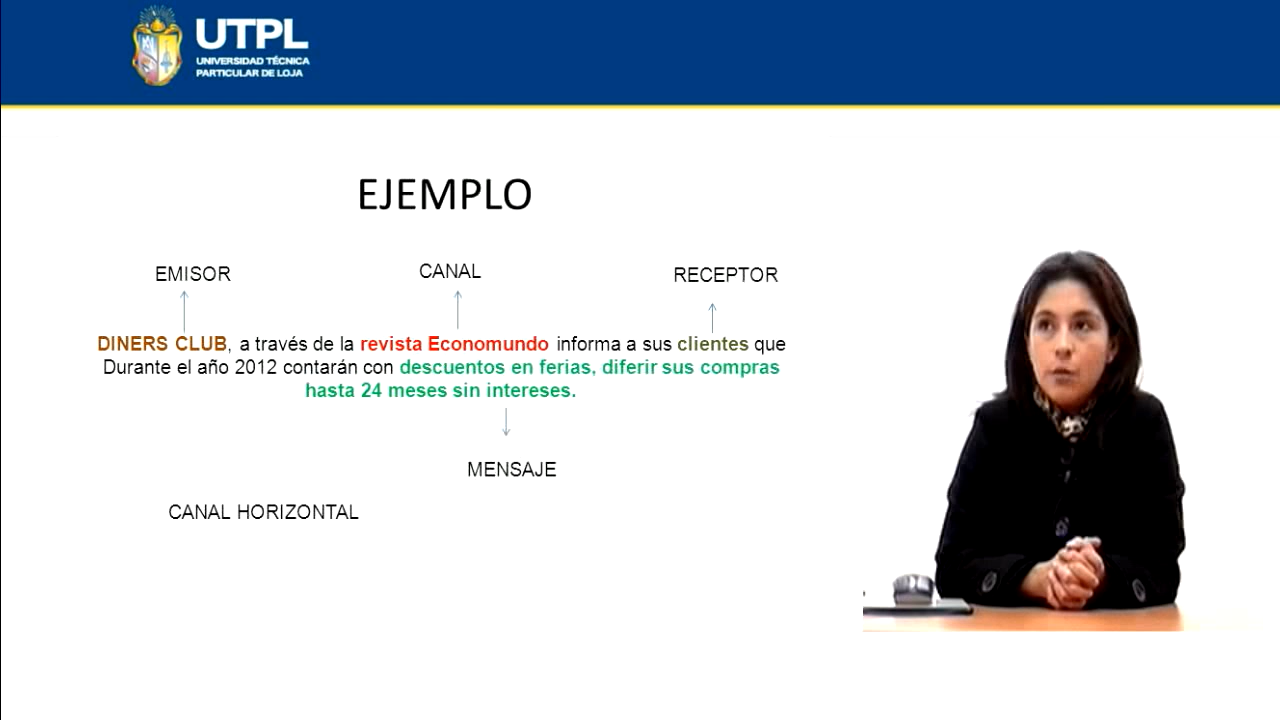 UTPL
UNIVERSIDAD TÉCNICA
PARTICULAR DE LOJA
EJEMPLO
EMISOR
CANAL
RECEPTOR
DINERS CLUB, a través de la revista Economundo informa a sus clientes que
Durante el año 2012 contarán con descuentos en ferias, diferir sus compras
hasta 24 meses sin intereses.
MENSAJE
CANAL HORIZONTAL